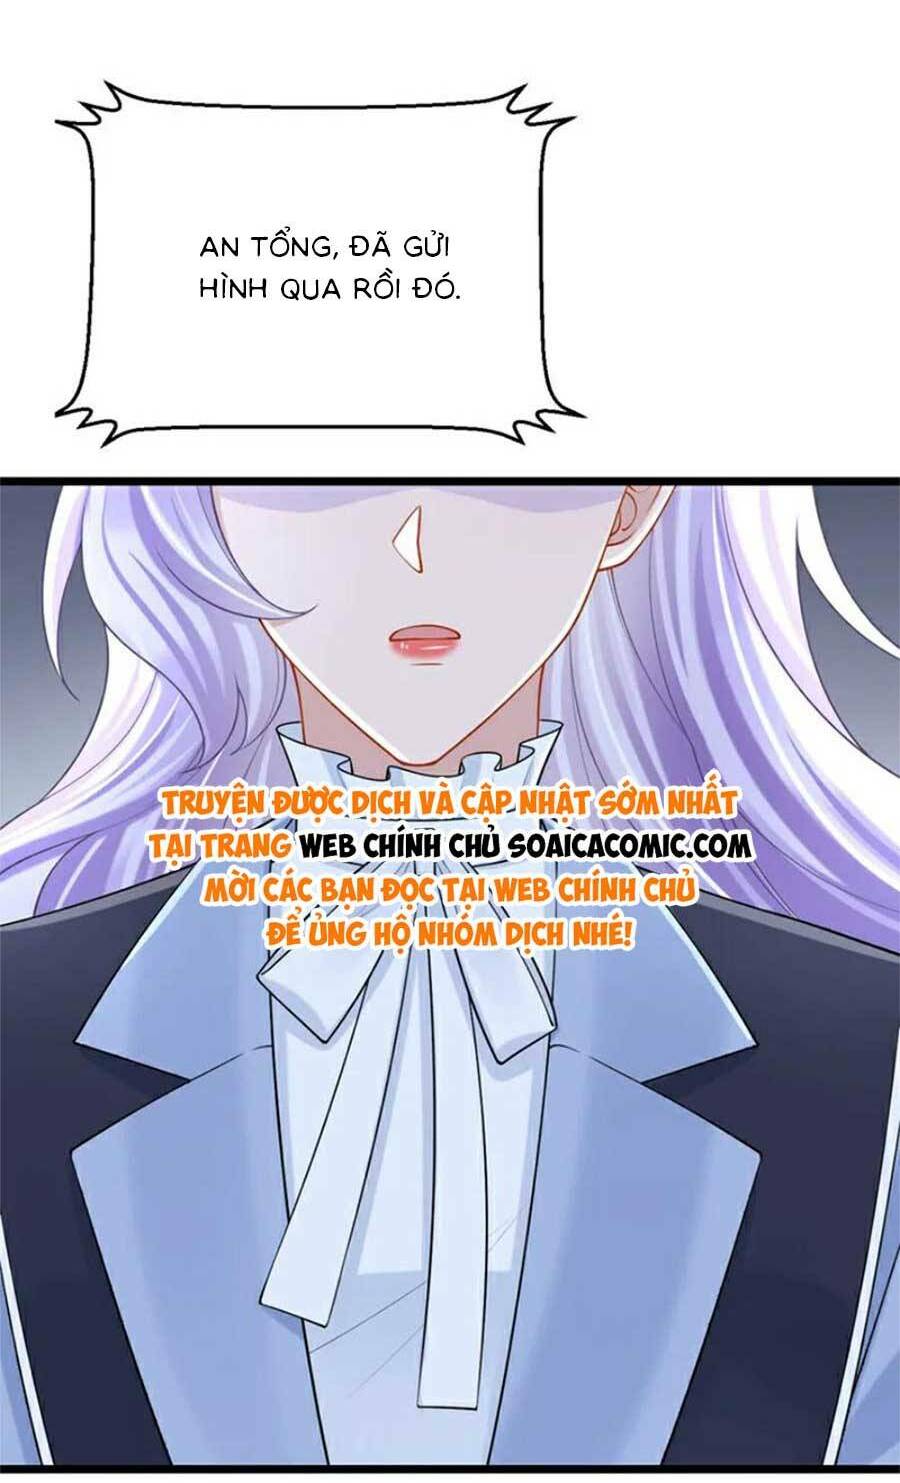 AN TỔNG, ĐÃ GỬI
HÌNH QUA RỒI ĐÓ.
TRUYỆN ĐƯỢC DỊCH VÀ CẬP NHẬT SỚM NHẤT
TẠI TRANG WEB CHÍNH CHỦ SOAICACOMIC.COM
MỜI CÁC BẠN ĐỌC TẠI WEB CHÍNH CHỦ
ĐỂ ỦNG HỘ NHÓM DỊCH NHÉ!